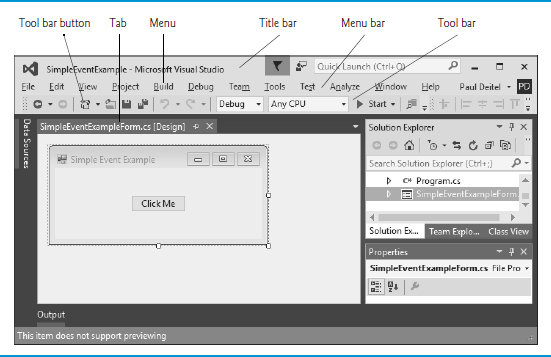 Tool bar button Tab Menu Title bar Menu bar Tool bar
SimpleEventExample - Microsoft Visual Studio Quick Launch (Ctrl+Q)
File Edit View Project Build Debug Team Tools Test Analyze Window Help Paul Deitel PD
Debug Any CPU Start
Data Sources
SimpleEventExampleForm.cs [Design]
Simple Event Example
Click Me
Solution Explorer
Search Solution Explorer (Ctrl+;)
C# Program.cs
SimpleEventExampleForm
Solution Ex... Team Explo... Class View
Properties
SimpleEventExampleForm.cs File Pro
Output
This item does not support previewing